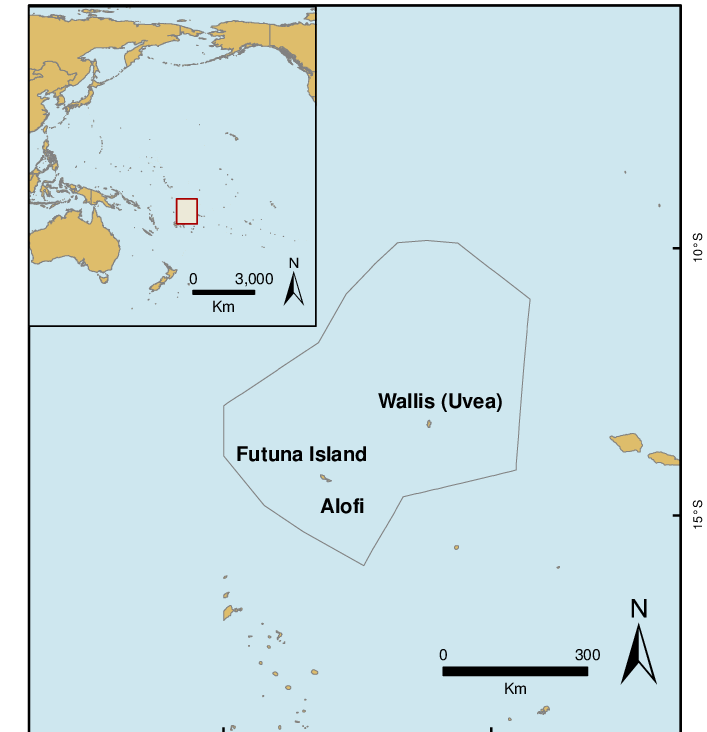 N
0 3,000
Km
10°S
Wallis (Uvea)
Futuna Island
Alofi
15°S
N
0 300
Km